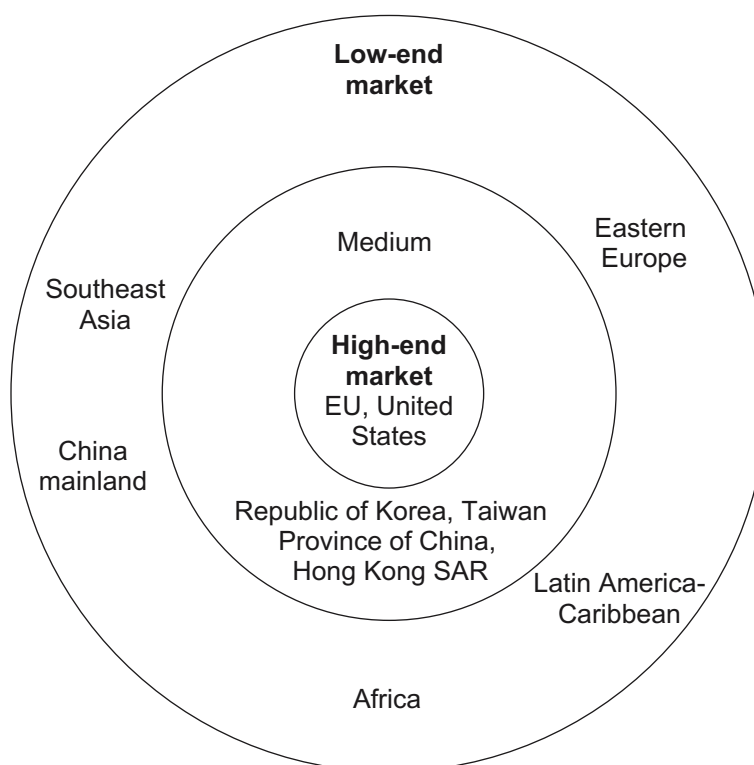 Low-end
market
Medium
Eastern
Europe
Southeast
Asia
High-end
market
EU, United
States
China
mainland
Republic of Korea, Taiwan
Province of China,
Hong Kong SAR
Latin America-
Caribbean
Africa